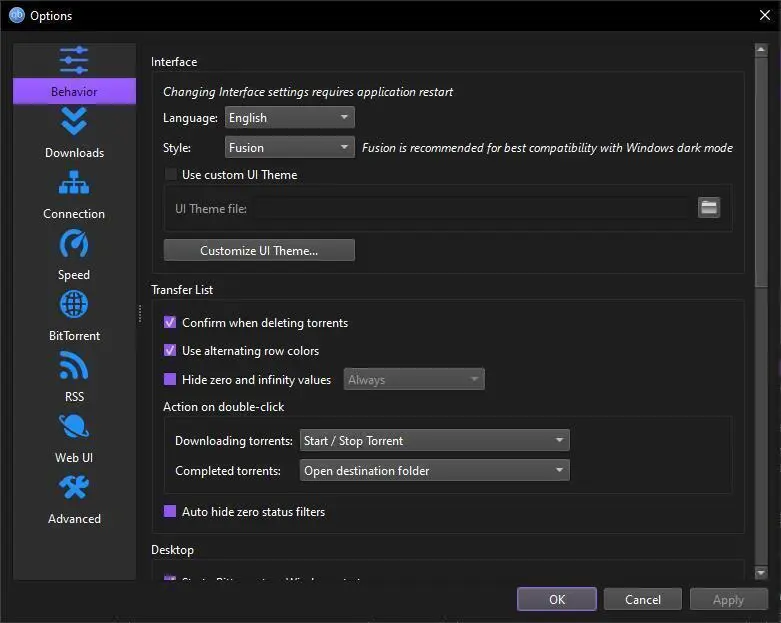 Options
Behavior
Downloads
Connection
Speed
BitTorrent
RSS
Web UI
Advanced
Interface
Changing Interface settings requires application restart
Language: English
Style: Fusion Fusion is recommended for best compatibility with Windows dark mode
Use custom UI Theme
UI Theme file:
Customize UI Theme...
Transfer List
Confirm when deleting torrents
Use alternating row colors
Hide zero and infinity values Always
Action on double-click
Downloading torrents: Start / Stop Torrent
Completed torrents: Open destination folder
Auto hide zero status filters
Desktop
OK Cancel Apply